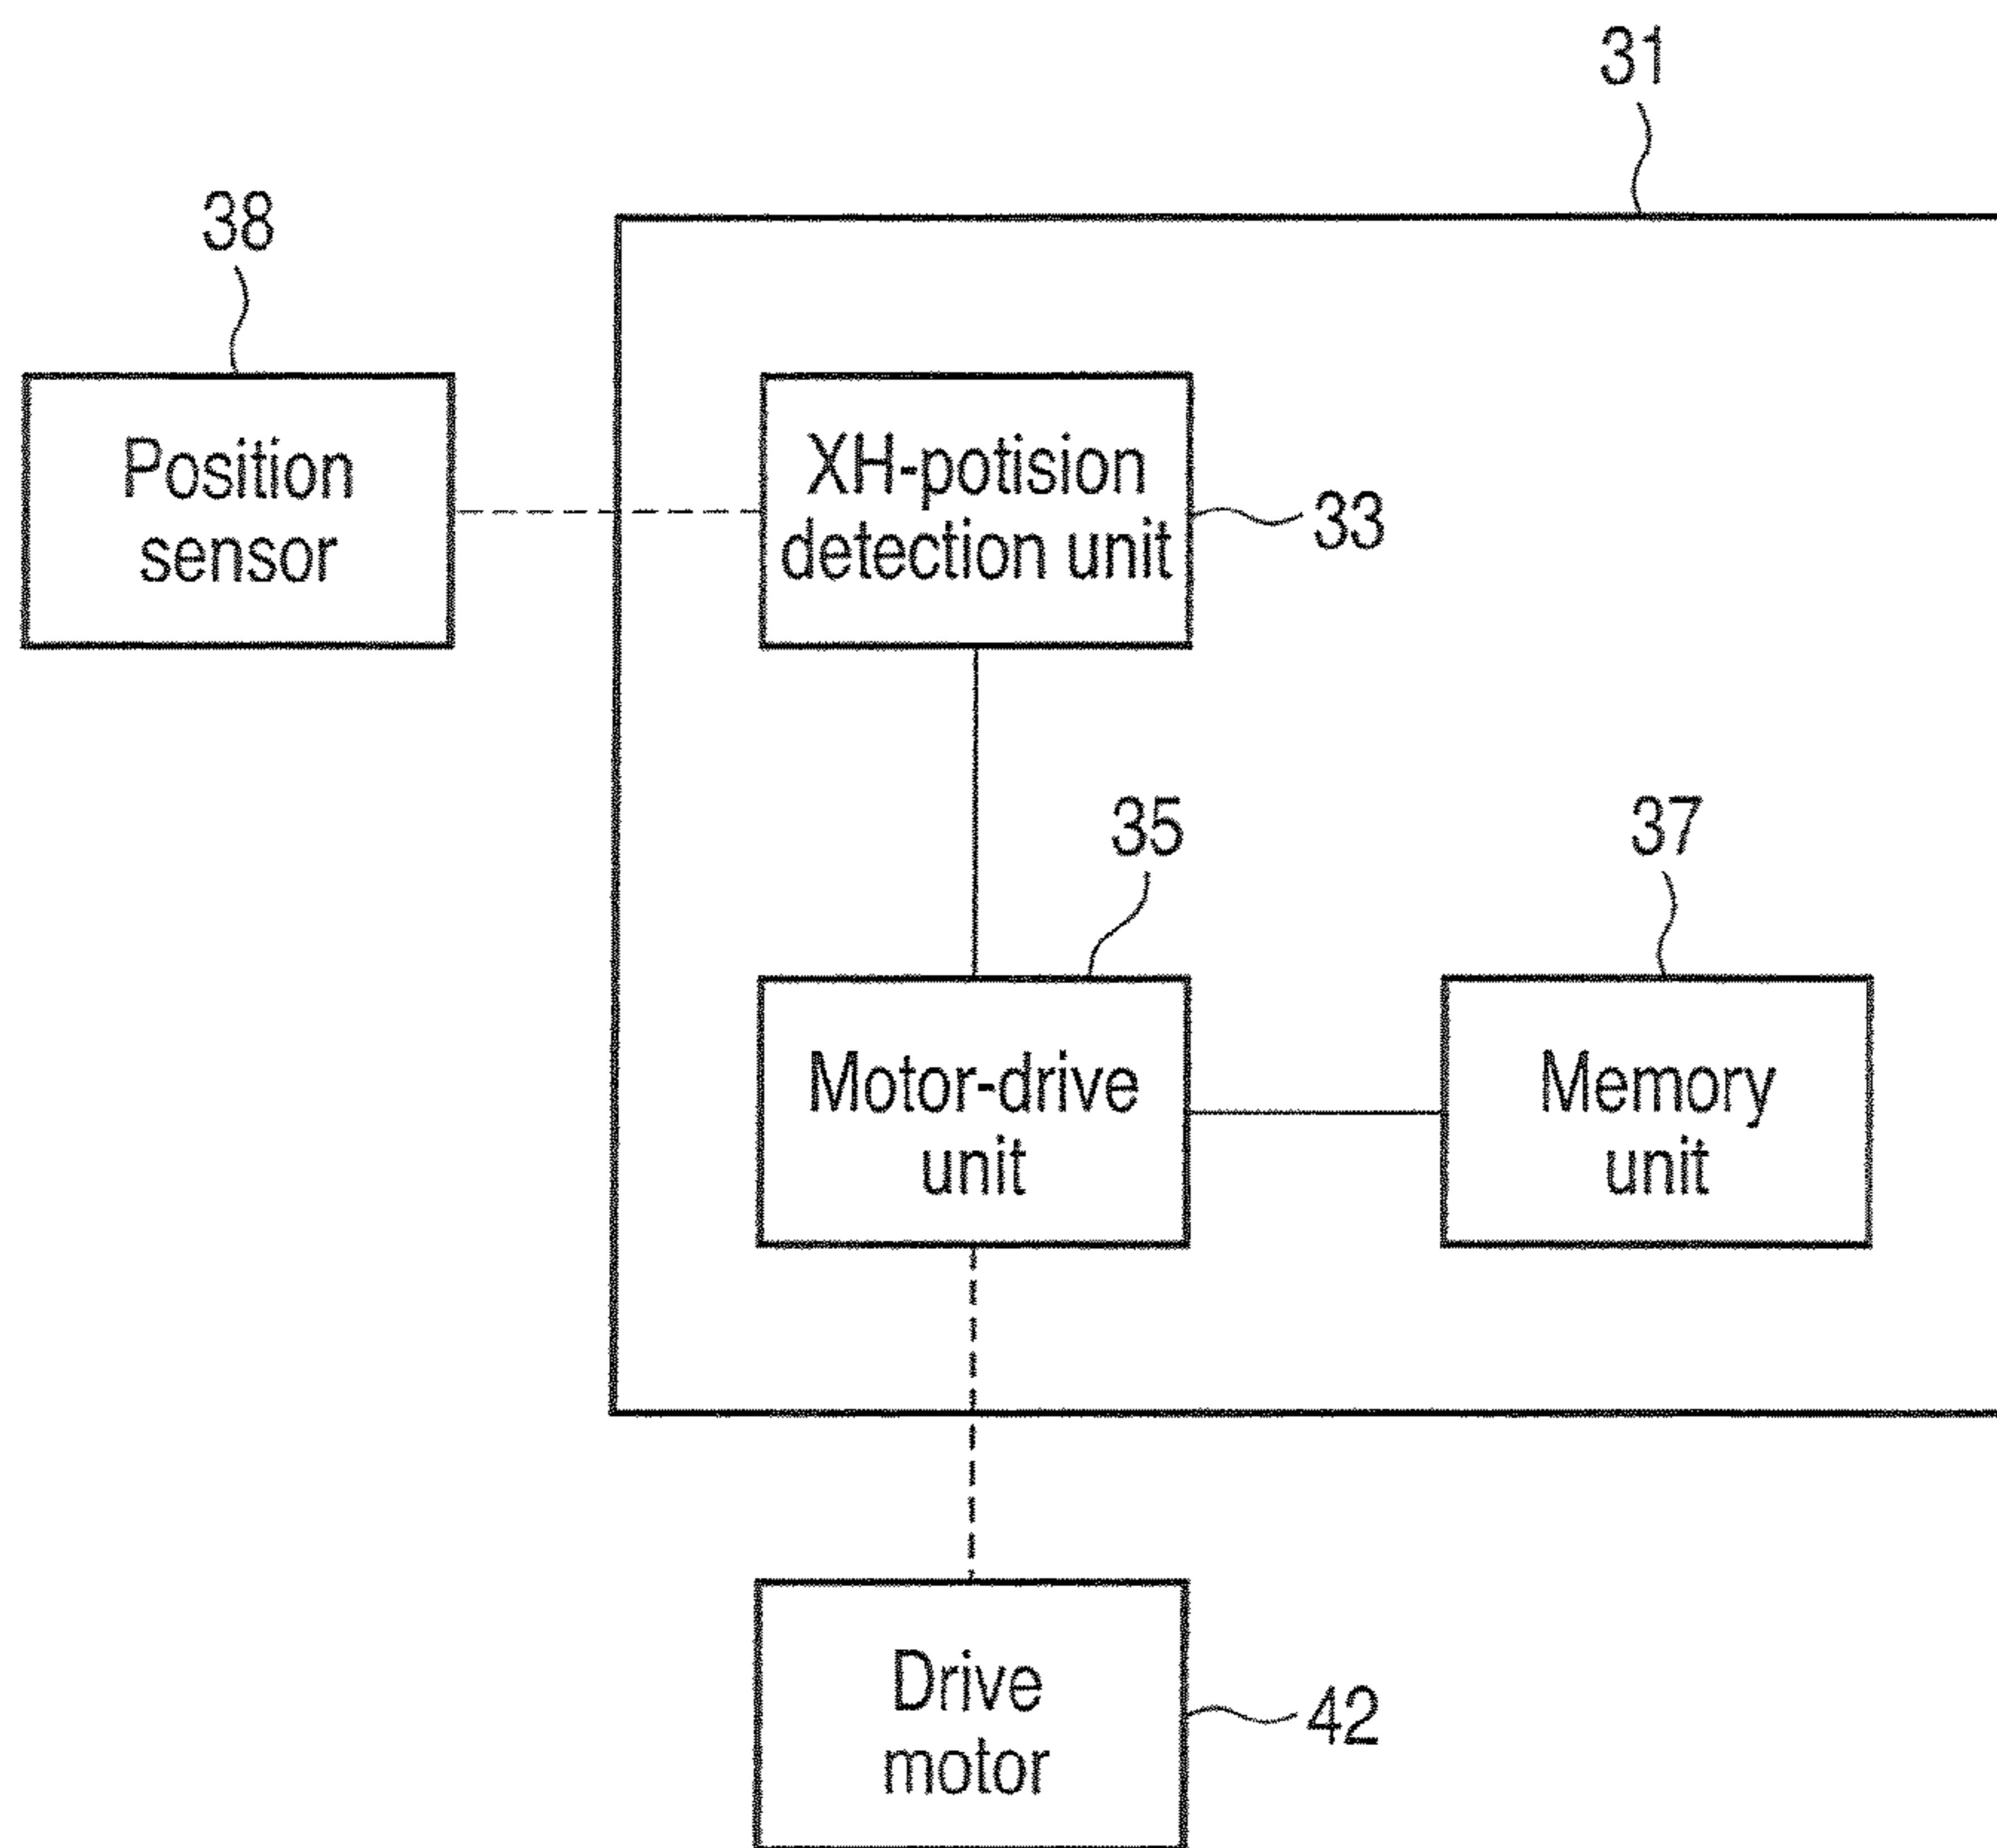 31
38
Position
sensor
XH-potision
detection unit
33
35
37
Motor-drive
unit
Memory
unit
Drive
motor
42